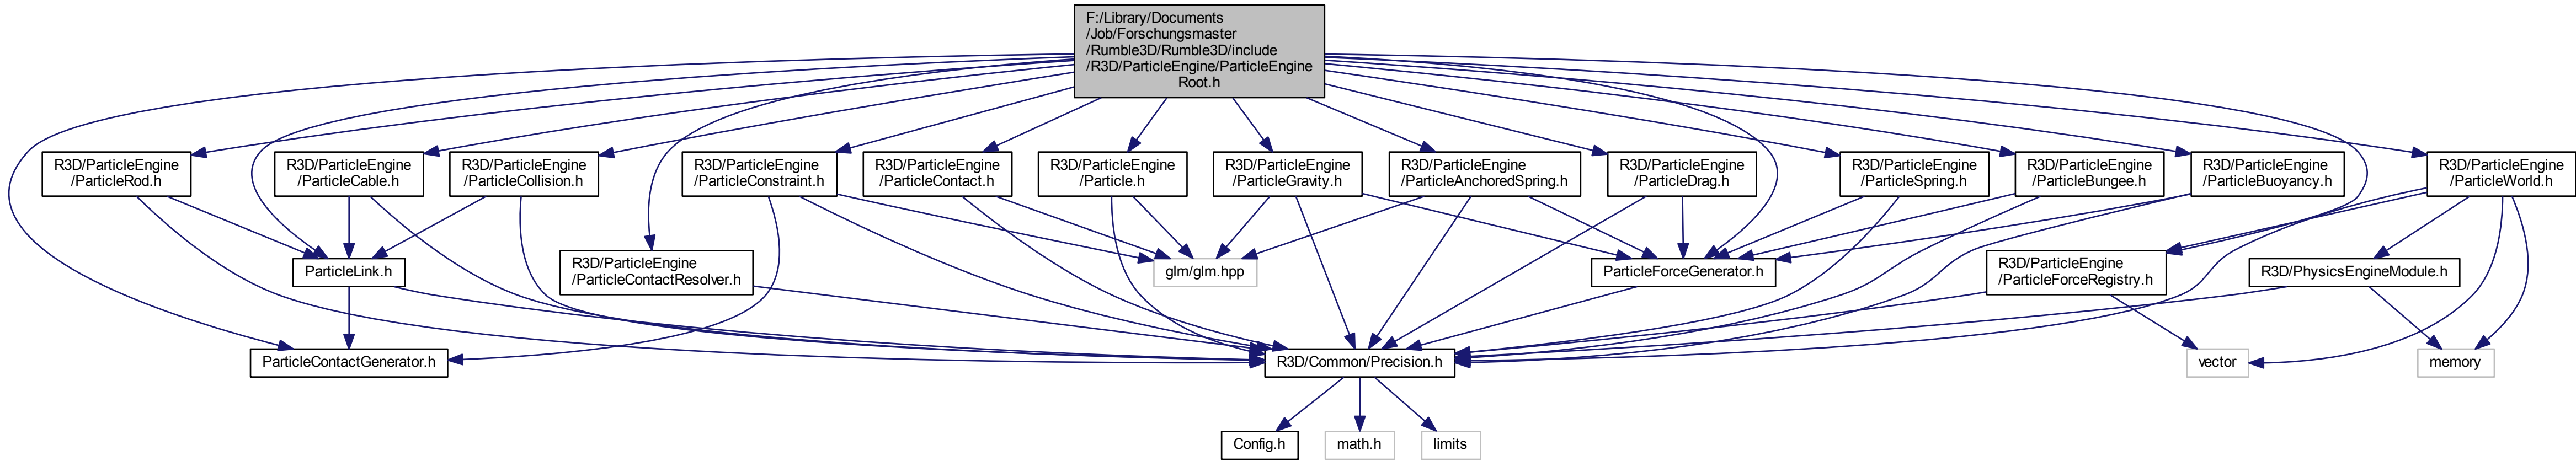 F:/Library/Documents
/Job/Forschungsmaster
/Rumble3D/Rumble3D/include
/R3D/ParticleEngine/ParticleEngine
Root.h
R3D/ParticleEngine
/ParticleRod.h
R3D/ParticleEngine
/ParticleCable.h
R3D/ParticleEngine
/ParticleCollision.h
R3D/ParticleEngine
/ParticleConstraint.h
R3D/ParticleEngine
/ParticleContact.h
R3D/ParticleEngine
/Particle.h
R3D/ParticleEngine
/ParticleGravity.h
R3D/ParticleEngine
/ParticleAnchoredSpring.h
R3D/ParticleEngine
/ParticleDrag.h
R3D/ParticleEngine
/ParticleSpring.h
R3D/ParticleEngine
/ParticleBungee.h
R3D/ParticleEngine
/ParticleBuoyancy.h
R3D/ParticleEngine
/ParticleWorld.h
ParticleLink.h
R3D/ParticleEngine
/ParticleContactResolver.h
glm/glm.hpp
ParticleForceGenerator.h
R3D/ParticleEngine
/ParticleForceRegistry.h
R3D/PhysicsEngineModule.h
ParticleContactGenerator.h
R3D/Common/Precision.h
vector
memory
Config.h
math.h
limits